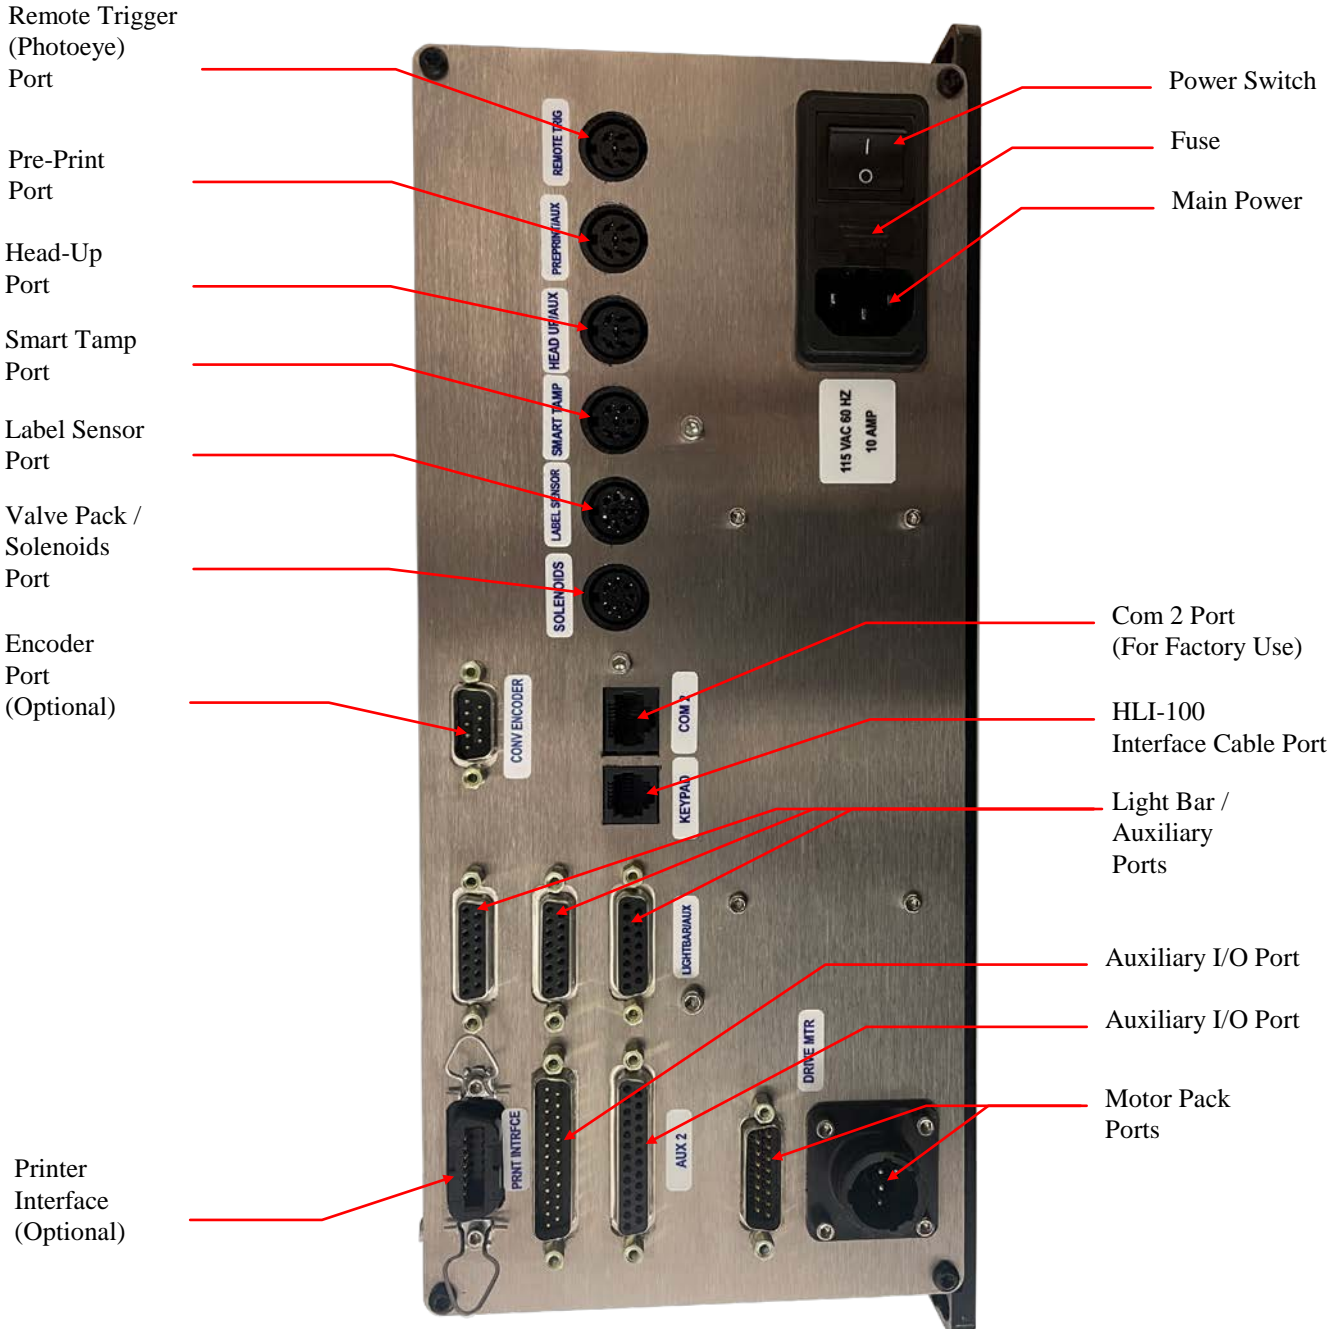 Remote Trigger
(Photoeye)
Port
Pre-Print
Port
Head-Up
Port
Smart Tamp
Port
Label Sensor
Port
Valve Pack /
Solenoids
Port
Encoder
Port
(Optional)
Printer
Interface
(Optional)
REMOTE TRIG
PREPRINT/AUX
HEAD UP/AUX
SMART TAMP
LABEL SENSOR
SOLENOIDS
CONV ENCODER
COM 2
KEYPAD
LIGHTBAR/AUX
PRNT INTRFCE
AUX 2
DRIVE MTR
115 VAC 60 HZ
10 AMP
Power Switch
Fuse
Main Power
Com 2 Port
(For Factory Use)
HLI-100
Interface Cable Port
Light Bar /
Auxiliary
Ports
Auxiliary I/O Port
Auxiliary I/O Port
Motor Pack
Ports